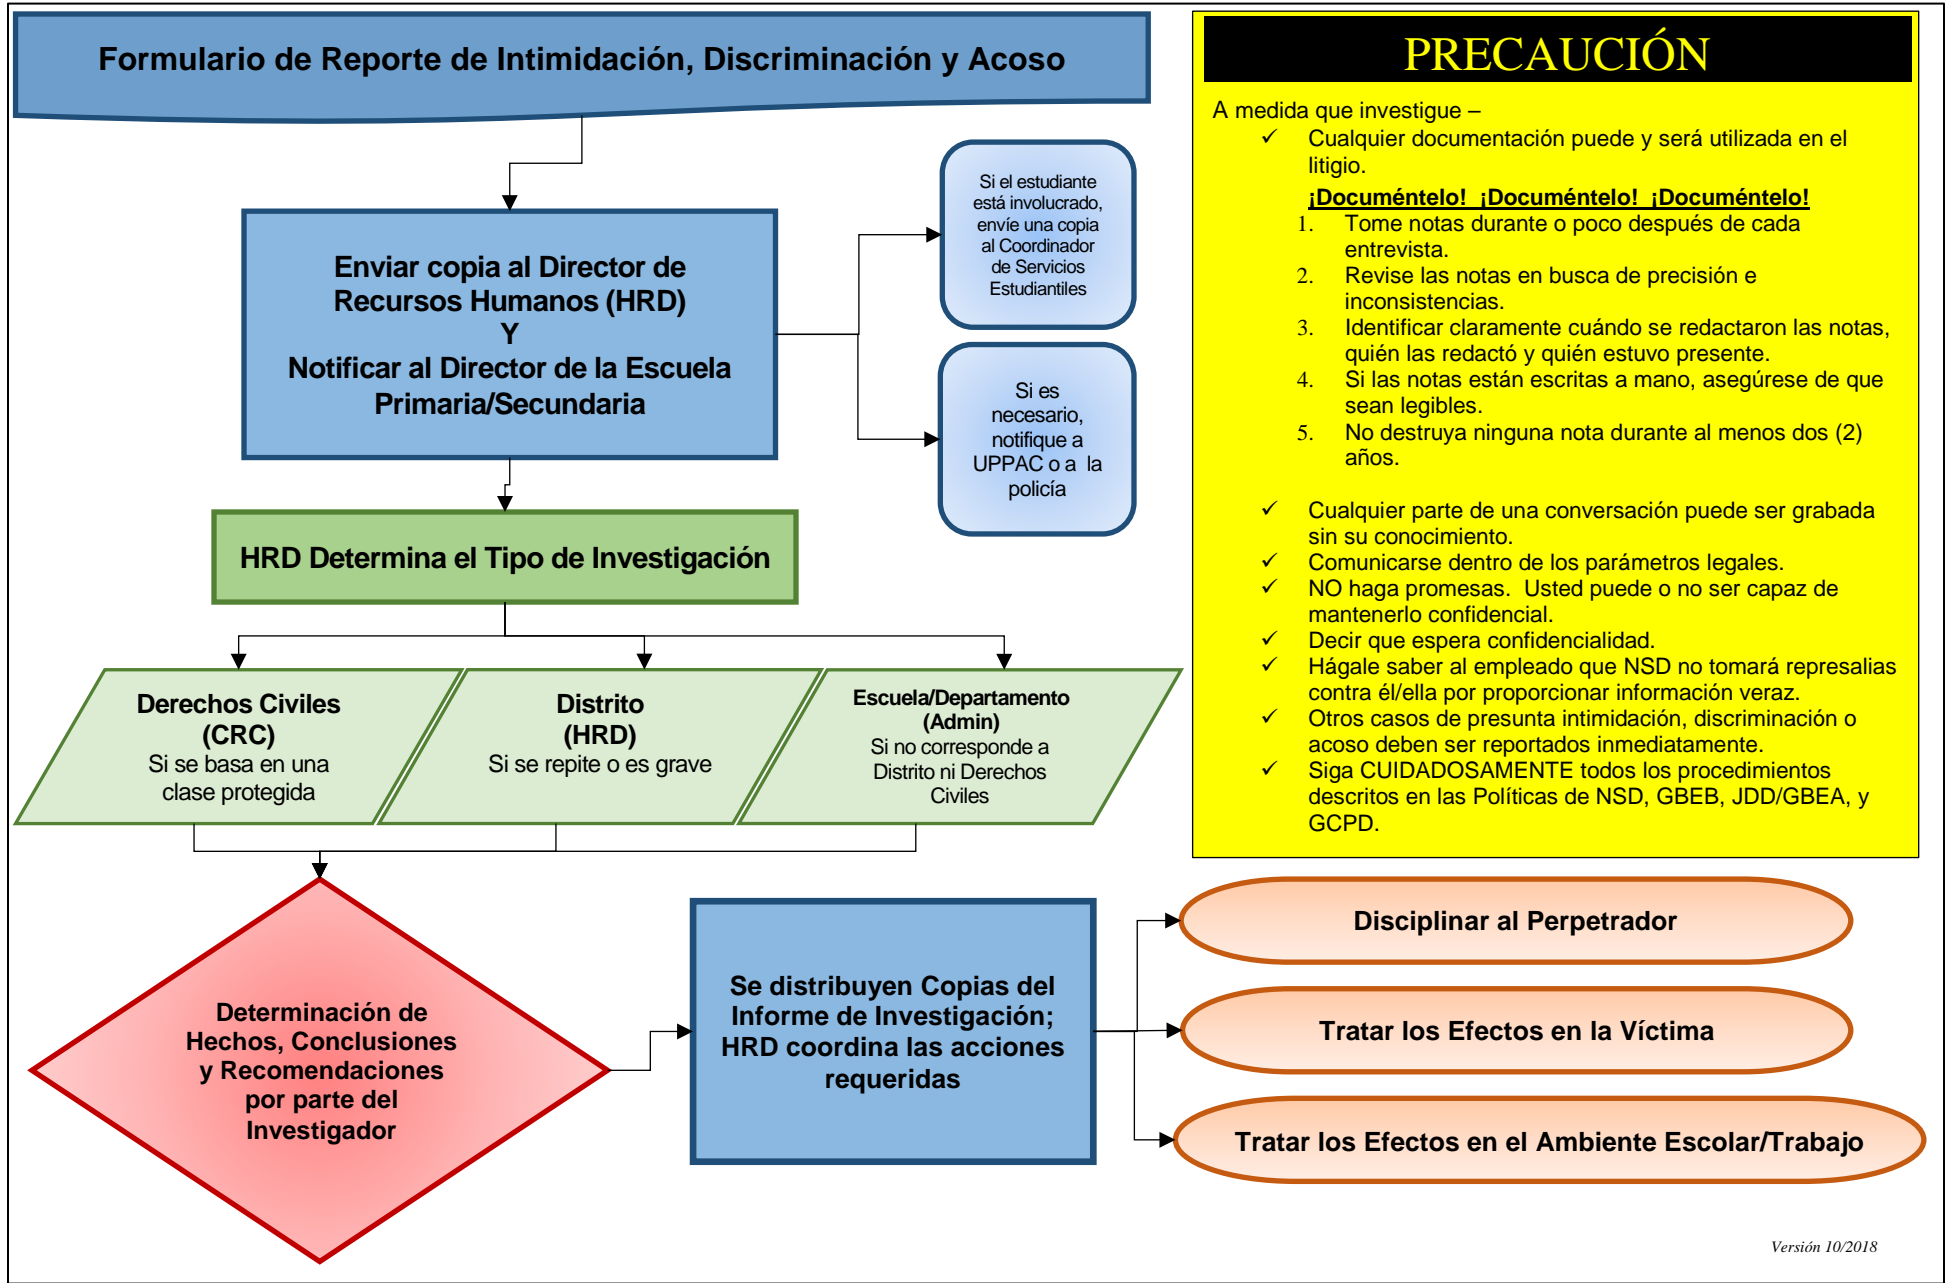 Formulario de Reporte de Intimidación, Discriminación y Acoso
Enviar copia al Director de
Recursos Humanos (HRD)
Y
Notificar al Director de la Escuela
Primaria/Secundaria
Si el estudiante
está involucrado,
envíe una copia
al Coordinador
de Servicios
Estudiantiles
Si es
necesario,
notifique a
UPPAC o a la
policía
HRD Determina el Tipo de Investigación
Derechos Civiles
(CRC)
Si se basa en una
clase protegida
Distrito
(HRD)
Si se repite o es grave
Escuela/Departamento
(Admin)
Si no corresponde a
Distrito ni Derechos
Civiles
Determinación de
Hechos, Conclusiones
y Recomendaciones
por parte del
Investigador
Se distribuyen Copias del
Informe de Investigación;
HRD coordina las acciones
requeridas
Disciplinar al Perpetrador
Tratar los Efectos en la Víctima
Tratar los Efectos en el Ambiente Escolar/Trabajo
PRECAUCIÓN
A medida que investigue –
✓ Cualquier documentación puede y será utilizada en el
litigio.
¡Documéntelo! ¡Documéntelo! ¡Documéntelo!
1. Tome notas durante o poco después de cada
entrevista.
2. Revise las notas en busca de precisión e
inconsistencias.
3. Identificar claramente cuándo se redactaron las notas,
quién las redactó y quién estuvo presente.
4. Si las notas están escritas a mano, asegúrese de que
sean legibles.
5. No destruya ninguna nota durante al menos dos (2)
años.
✓ Cualquier parte de una conversación puede ser grabada
sin su conocimiento.
✓ Comunicarse dentro de los parámetros legales.
✓ NO haga promesas. Usted puede o no ser capaz de
mantenerlo confidencial.
✓ Decir que espera confidencialidad.
✓ Hágale saber al empleado que NSD no tomará represalias
contra él/ella por proporcionar información veraz.
✓ Otros casos de presunta intimidación, discriminación o
acoso deben ser reportados inmediatamente.
✓ Siga CUIDADOSAMENTE todos los procedimientos
descritos en las Políticas de NSD, GBEB, JDD/GBEA, y
GCPD.
Versión 10/2018